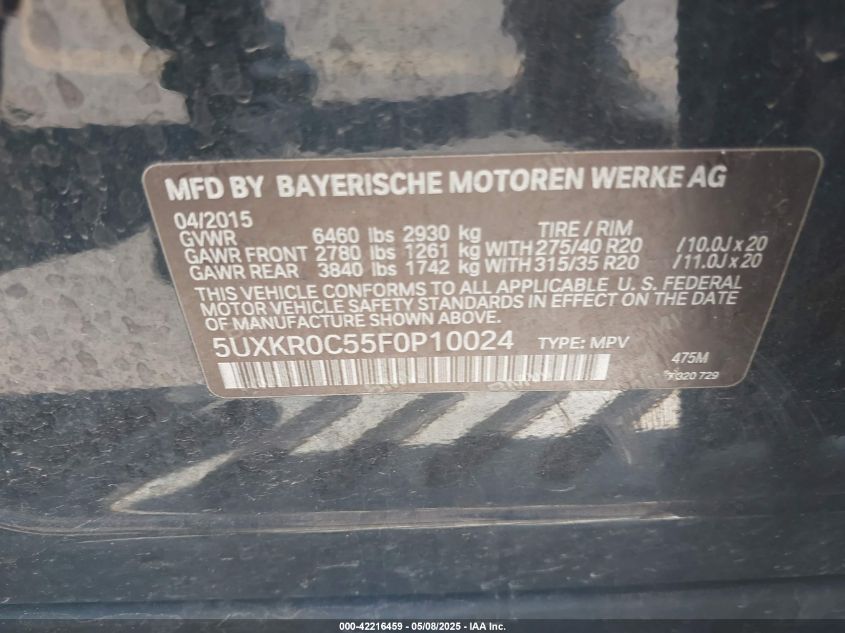 MFD BY BAYERISCHE MOTOREN WERKE AG
04/2015 TIRE / RIM
GVWR 6460 lbs 2930 kg
GAWR FRONT 2780 lbs 1261 kg WITH 275/40 R20 /10.0J x 20
GAWR REAR 3840 lbs 1742 kg WITH 315/35 R20 /11.0J x 20
THIS VEHICLE CONFORMS TO ALL APPLICABLE U. S. FEDERAL
MOTOR VEHICLE SAFETY STANDARDS IN EFFECT ON THE DATE
OF MANUFACTURE SHOWN ABOVE.
5UXKR0C55F0P10024 TYPE: MPV
475M
7 320 729
000-42216459 - 05/08/2025 - IAA Inc.